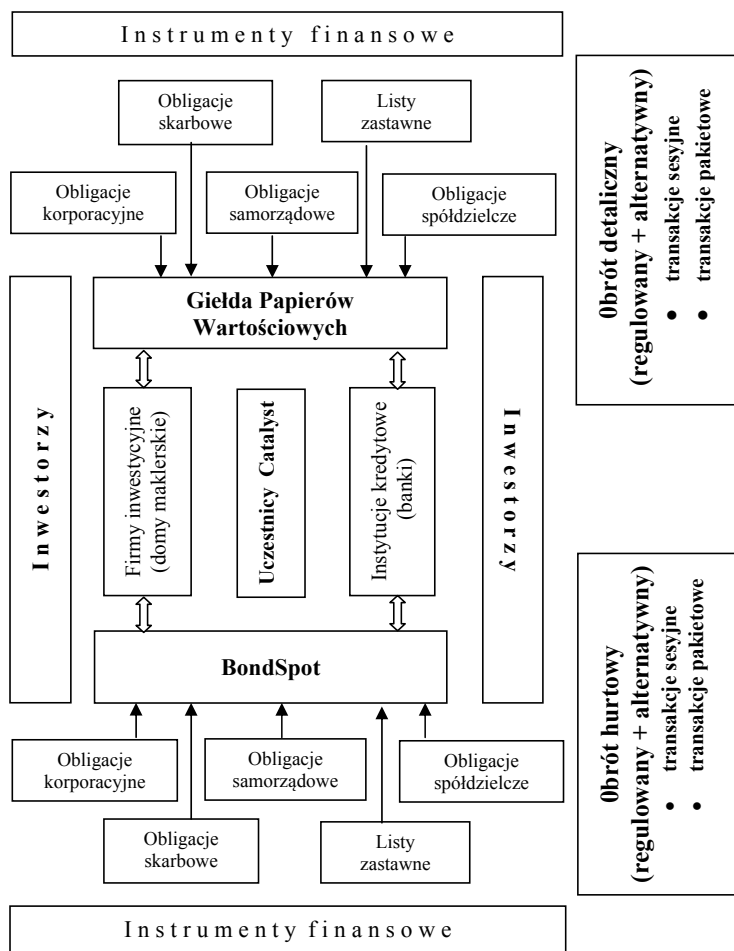 Instrumenty finansowe
Obligacje
skarbowe
Listy
zastawne
Obligacje
korporacyjne
Obligacje
samorządowe
Obligacje
spółdzielcze
Giełda Papierów
Wartościowych
Inwestorzy
Firmy inwestycyjne
(domy maklerskie)
Uczestnicy Catalyst
Instytucje kredytowe
(banki)
Inwestorzy
BondSpot
Obligacje
korporacyjne
Obligacje
samorządowe
Obligacje
spółdzielcze
Obligacje
skarbowe
Listy
zastawne
Instrumenty finansowe
0brót detaliczny
(regulowany + alternatywny)
• transakcje sesyjne
• transakcje pakietowe
0brót hurtowy
(regulowany + alternatywny)
• transakcje sesyjne
• transakcje pakietowe